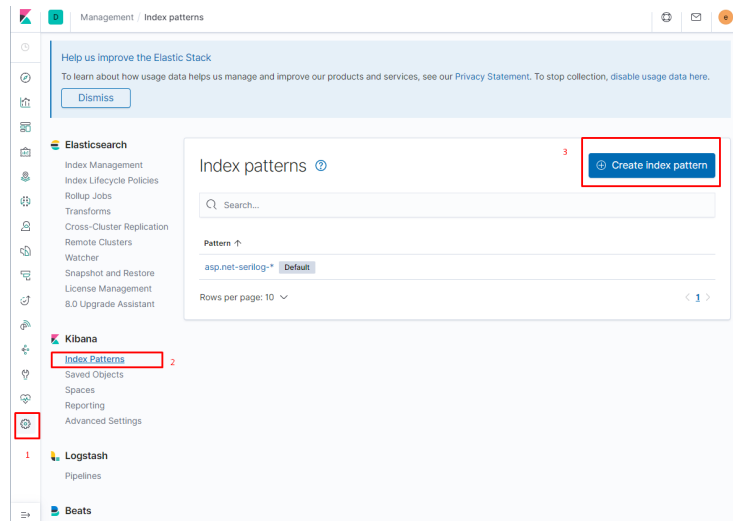 D Management / Index patterns e
Help us improve the Elastic Stack
To learn about how usage data helps us manage and improve our products and services, see our Privacy Statement. To stop collection, disable usage data here.
Dismiss
Elasticsearch
Index Management
Index Lifecycle Policies
Rollup Jobs
Transforms
Cross-Cluster Replication
Remote Clusters
Watcher
Snapshot and Restore
License Management
8.0 Upgrade Assistant
Kibana
Index Patterns 2
Saved Objects
Spaces
Reporting
Advanced Settings
1
Logstash
Pipelines
Beats
Index patterns ?
3
Create index pattern
Search...
Pattern ↑
asp.net-serilog-* Default
Rows per page: 10
< 1 >